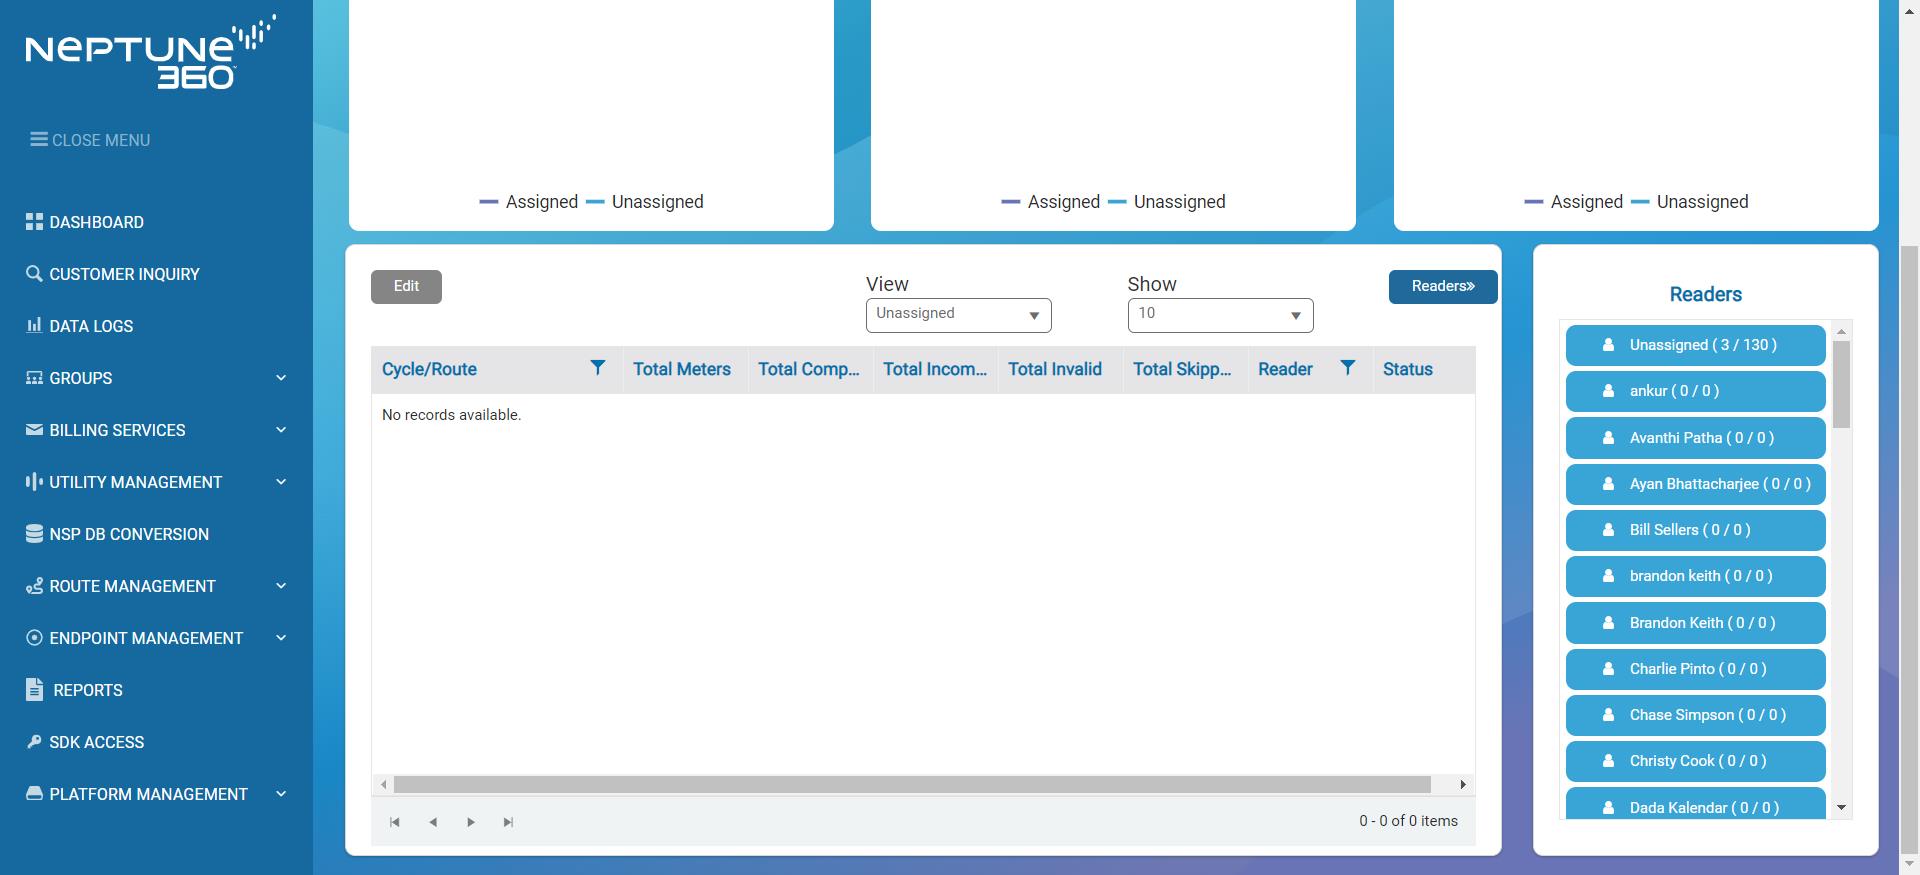 NEPTUNE
360
CLOSE MENU
DASHBOARD
CUSTOMER INQUIRY
DATA LOGS
GROUPS
BILLING SERVICES
UTILITY MANAGEMENT
NSP DB CONVERSION
ROUTE MANAGEMENT
ENDPOINT MANAGEMENT
REPORTS
SDK ACCESS
PLATFORM MANAGEMENT
Assigned Unassigned
Assigned Unassigned
Assigned Unassigned
Edit
View
Unassigned
Show
10
Readers»
Cycle/Route Total Meters Total Comp... Total Incom... Total Invalid Total Skipp... Reader Status
No records available.
0 - 0 of 0 items
Readers
Unassigned ( 3 / 130 )
ankur ( 0 / 0 )
Avanthi Patha ( 0 / 0 )
Ayan Bhattacharjee ( 0 / 0 )
Bill Sellers ( 0 / 0 )
brandon keith ( 0 / 0 )
Brandon Keith ( 0 / 0 )
Charlie Pinto ( 0 / 0 )
Chase Simpson ( 0 / 0 )
Christy Cook ( 0 / 0 )
Dada Kalendar ( 0 / 0 )